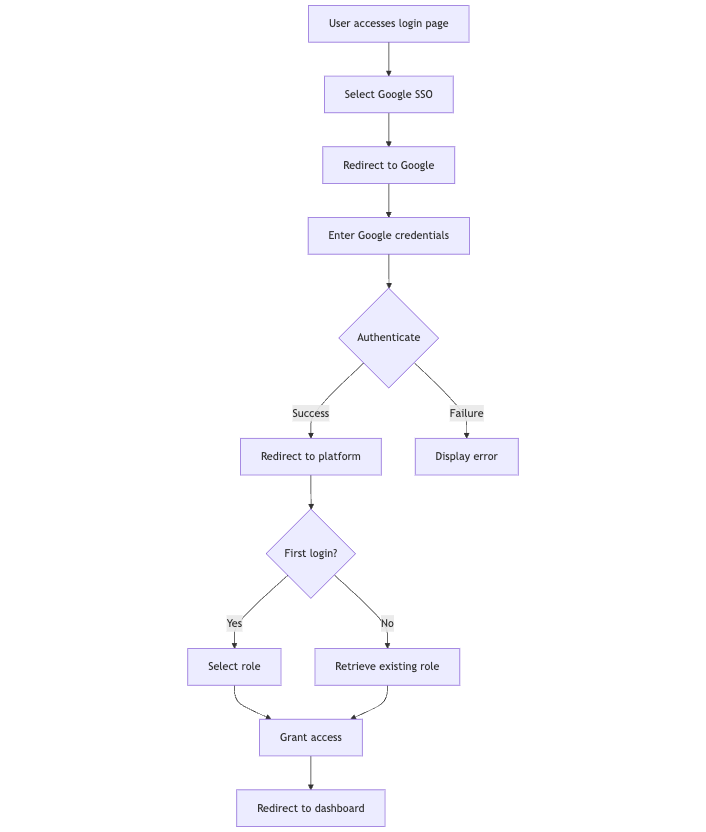 User accesses login page
Select Google SSO
Redirect to Google
Enter Google credentials
Authenticate
Success
Failure
Redirect to platform
Display error
First login?
Yes
No
Select role
Retrieve existing role
Grant access
Redirect to dashboard